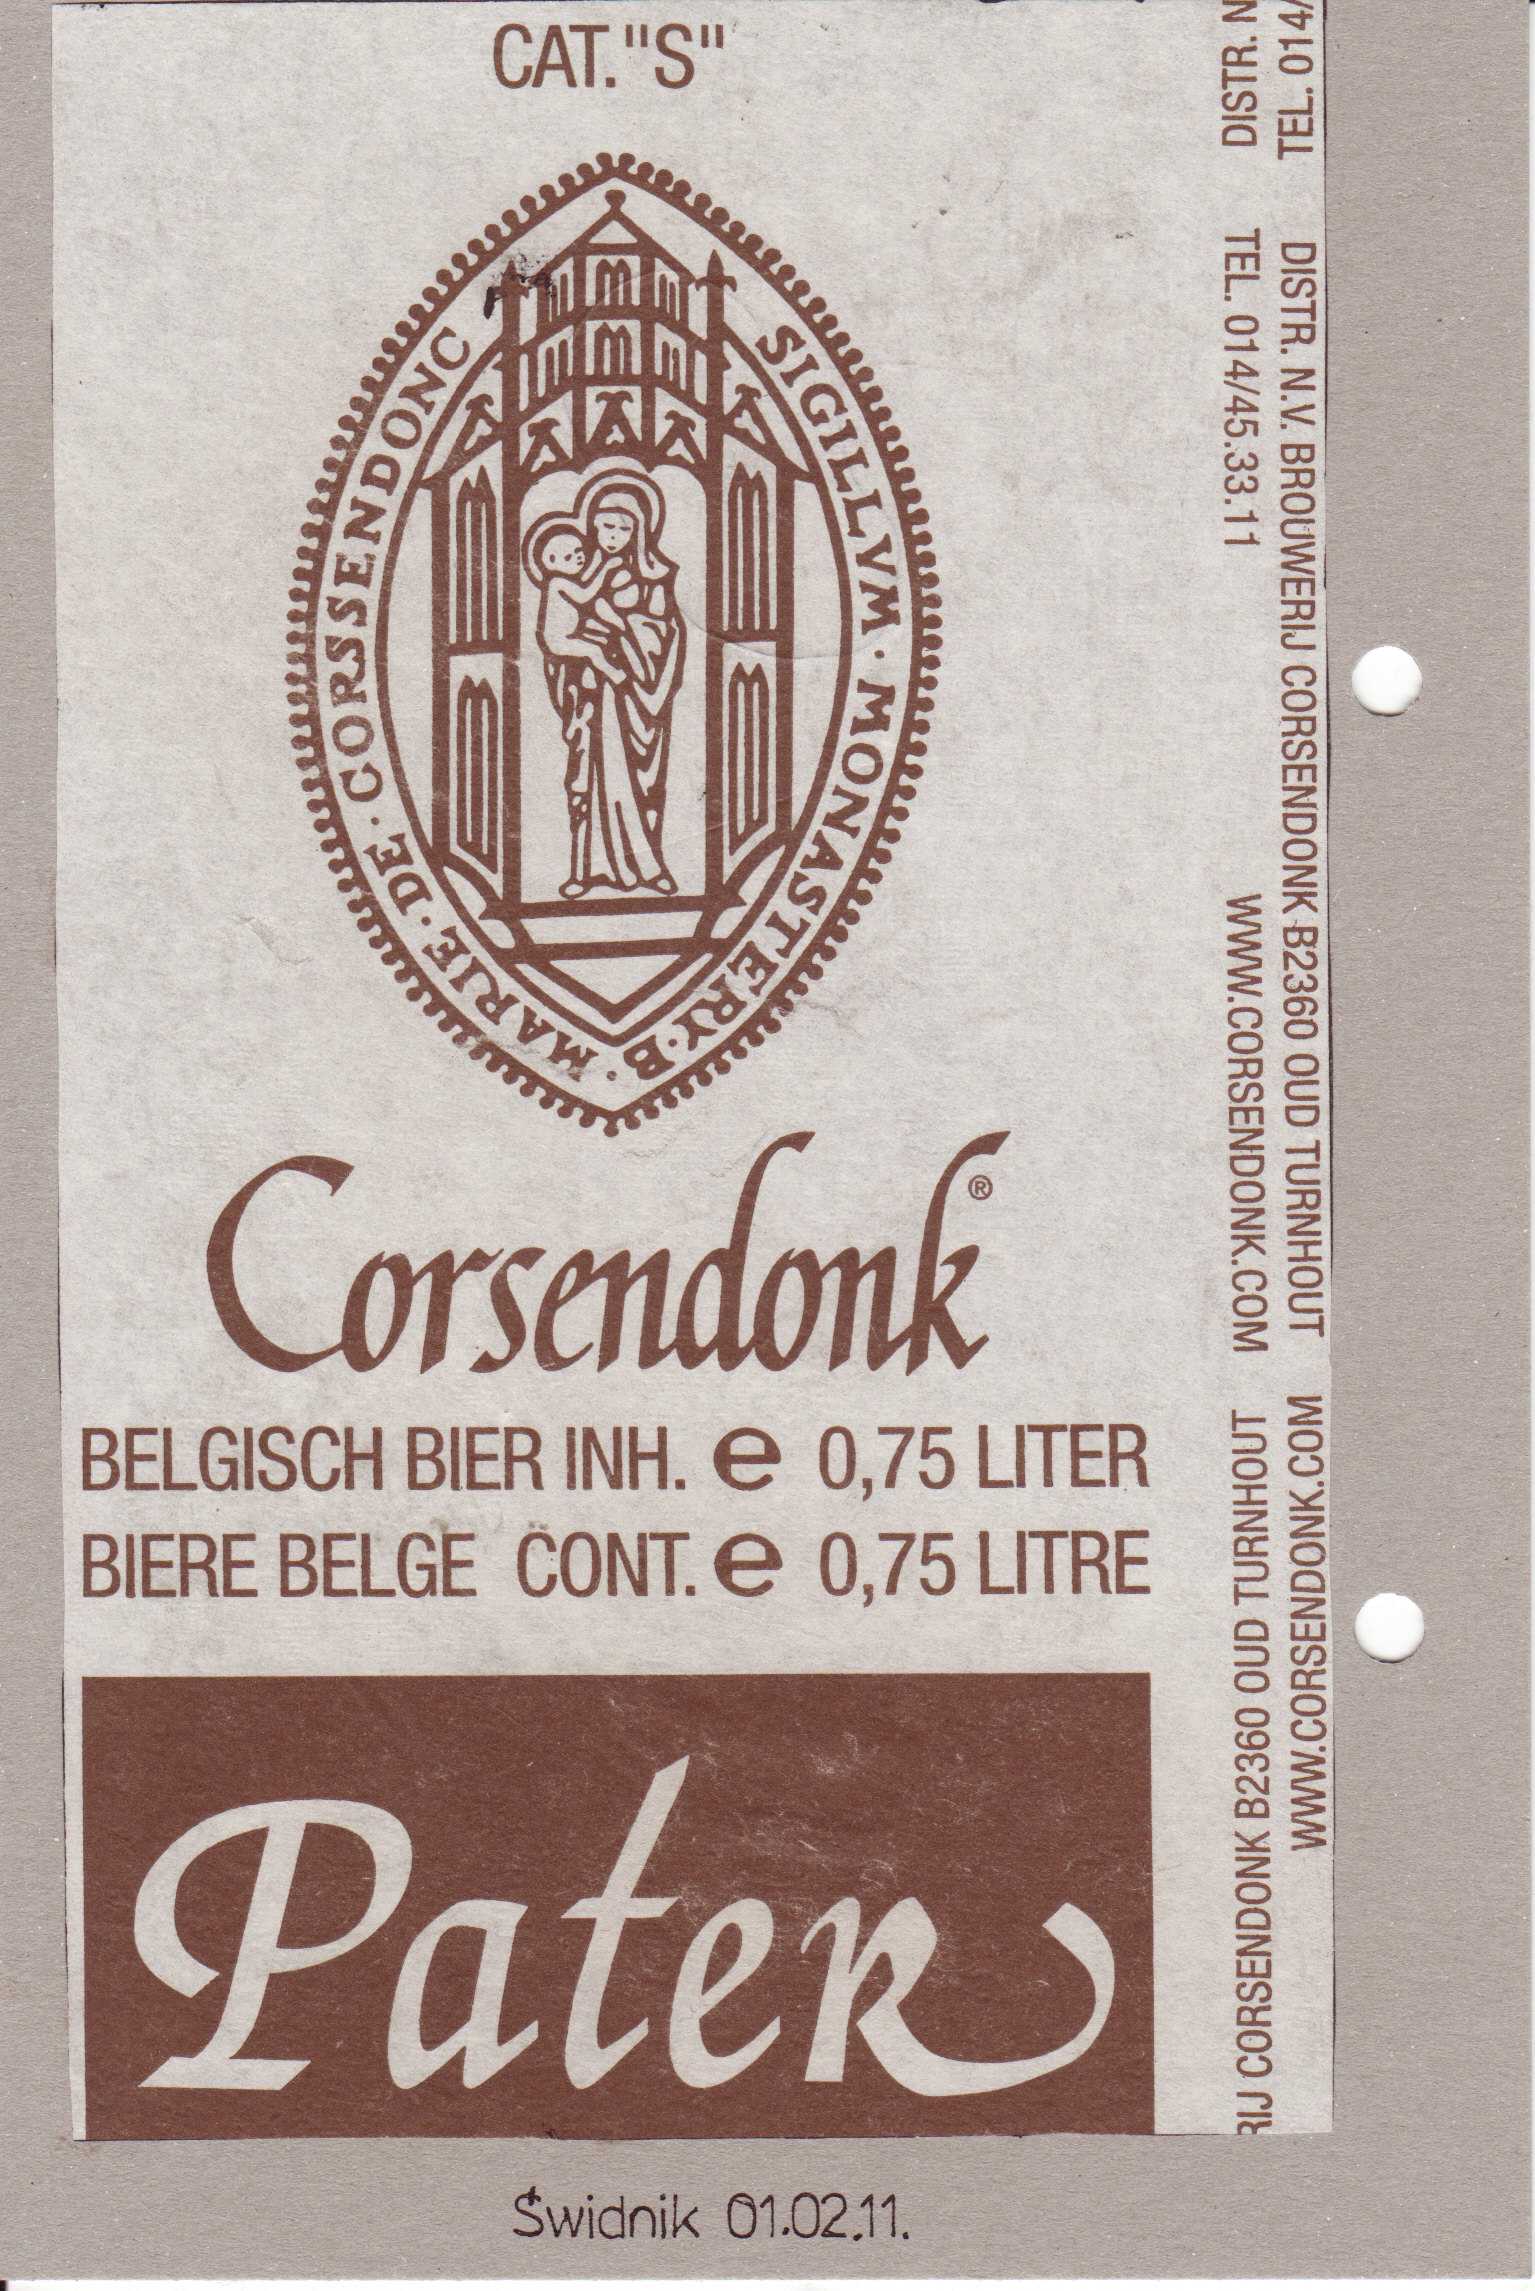 CAT. "S"
SIGILLVM · MONASTERY · B · MARIE · DE · CORSSENDONC
Corsendonk®
BELGISCH BIER INH. e 0,75 LITER
BIERE BELGE CONT. e 0,75 LITRE
Pater
/410 .TEL DISTR. N.V. BROUWERIJ CORSENDONK B2360 OUD TURNHOUT WWW.CORSENDONK.COM
DISTR. N TEL. 014/45.33.11 WWW.CORSENDONK.COM RIJ CORSENDONK B2360 OUD TURNHOUT
Świdnik 01.02.11.